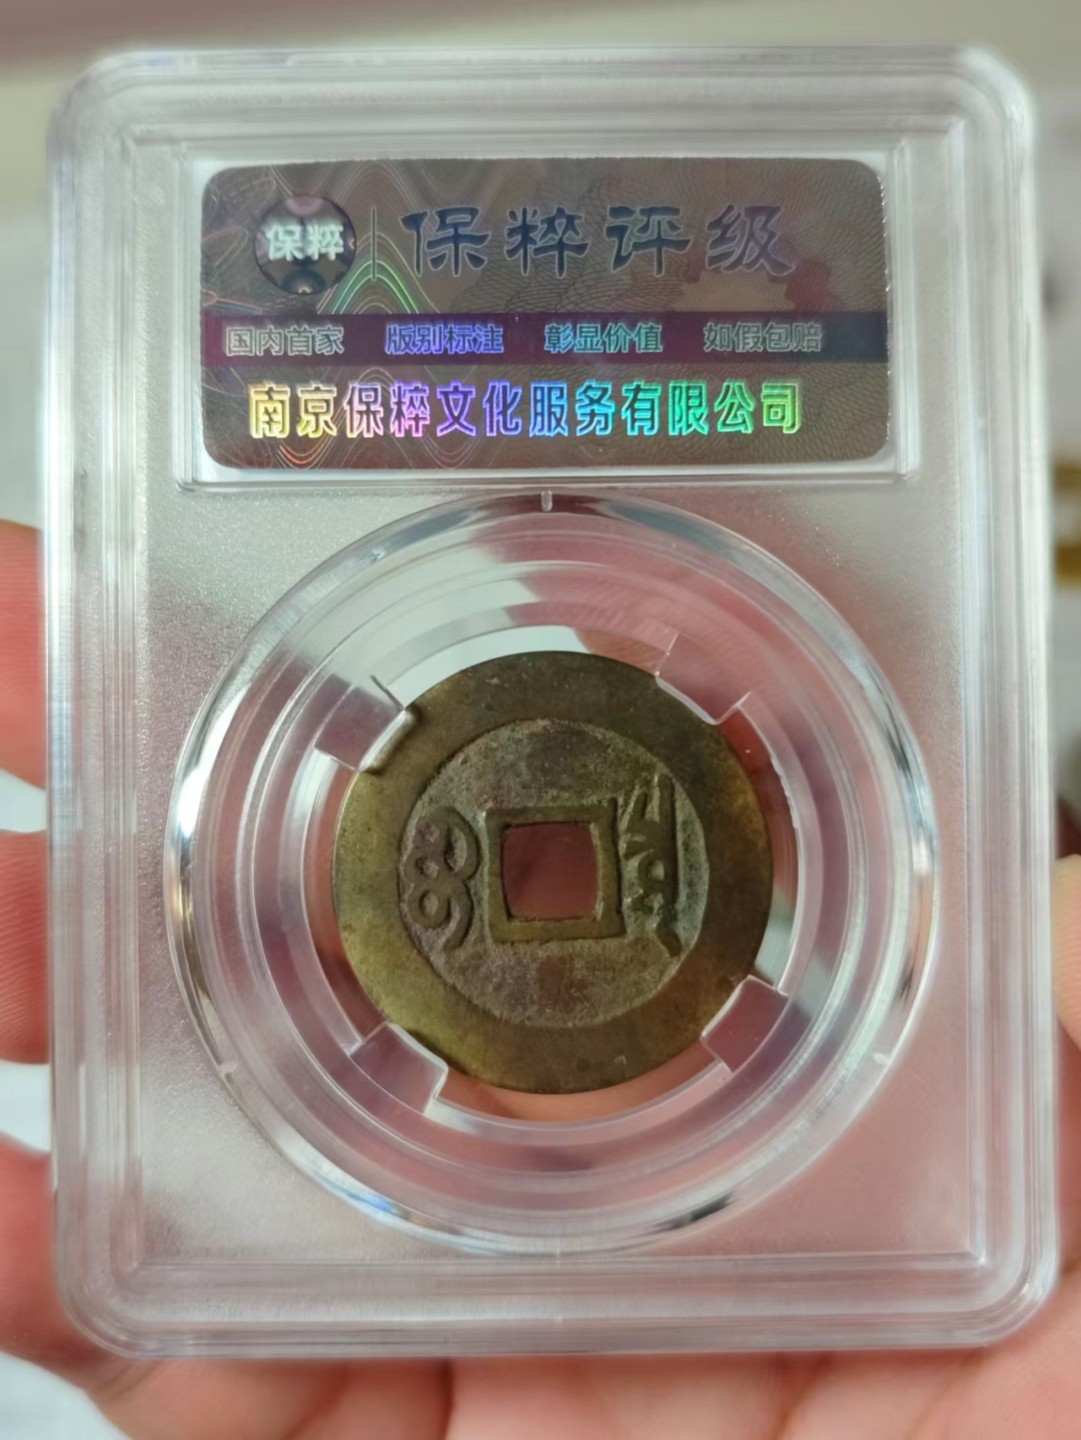 保粹 保粹评级
国内首家 版别标注 彰显价值 如假包赔
南京保粹文化服务有限公司